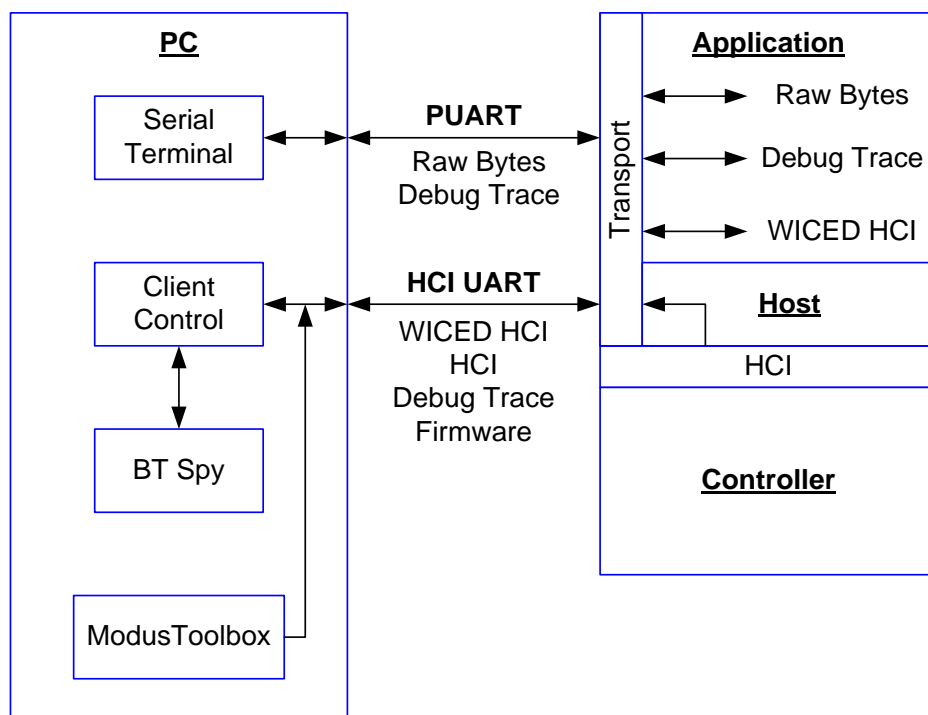 PC
Serial
Terminal
Client
Control
BT Spy
ModusToolbox
PUART
Raw Bytes
Debug Trace
HCI UART
WICED HCI
HCI
Debug Trace
Firmware
Transport
Application
Raw Bytes
Debug Trace
WICED HCI
Host
HCI
Controller